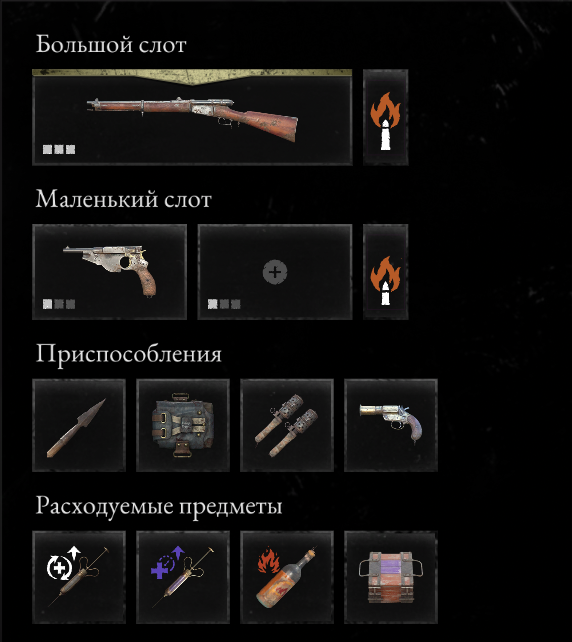 Большой слот
Маленький слот
Приспособления
Расходуемые предметы